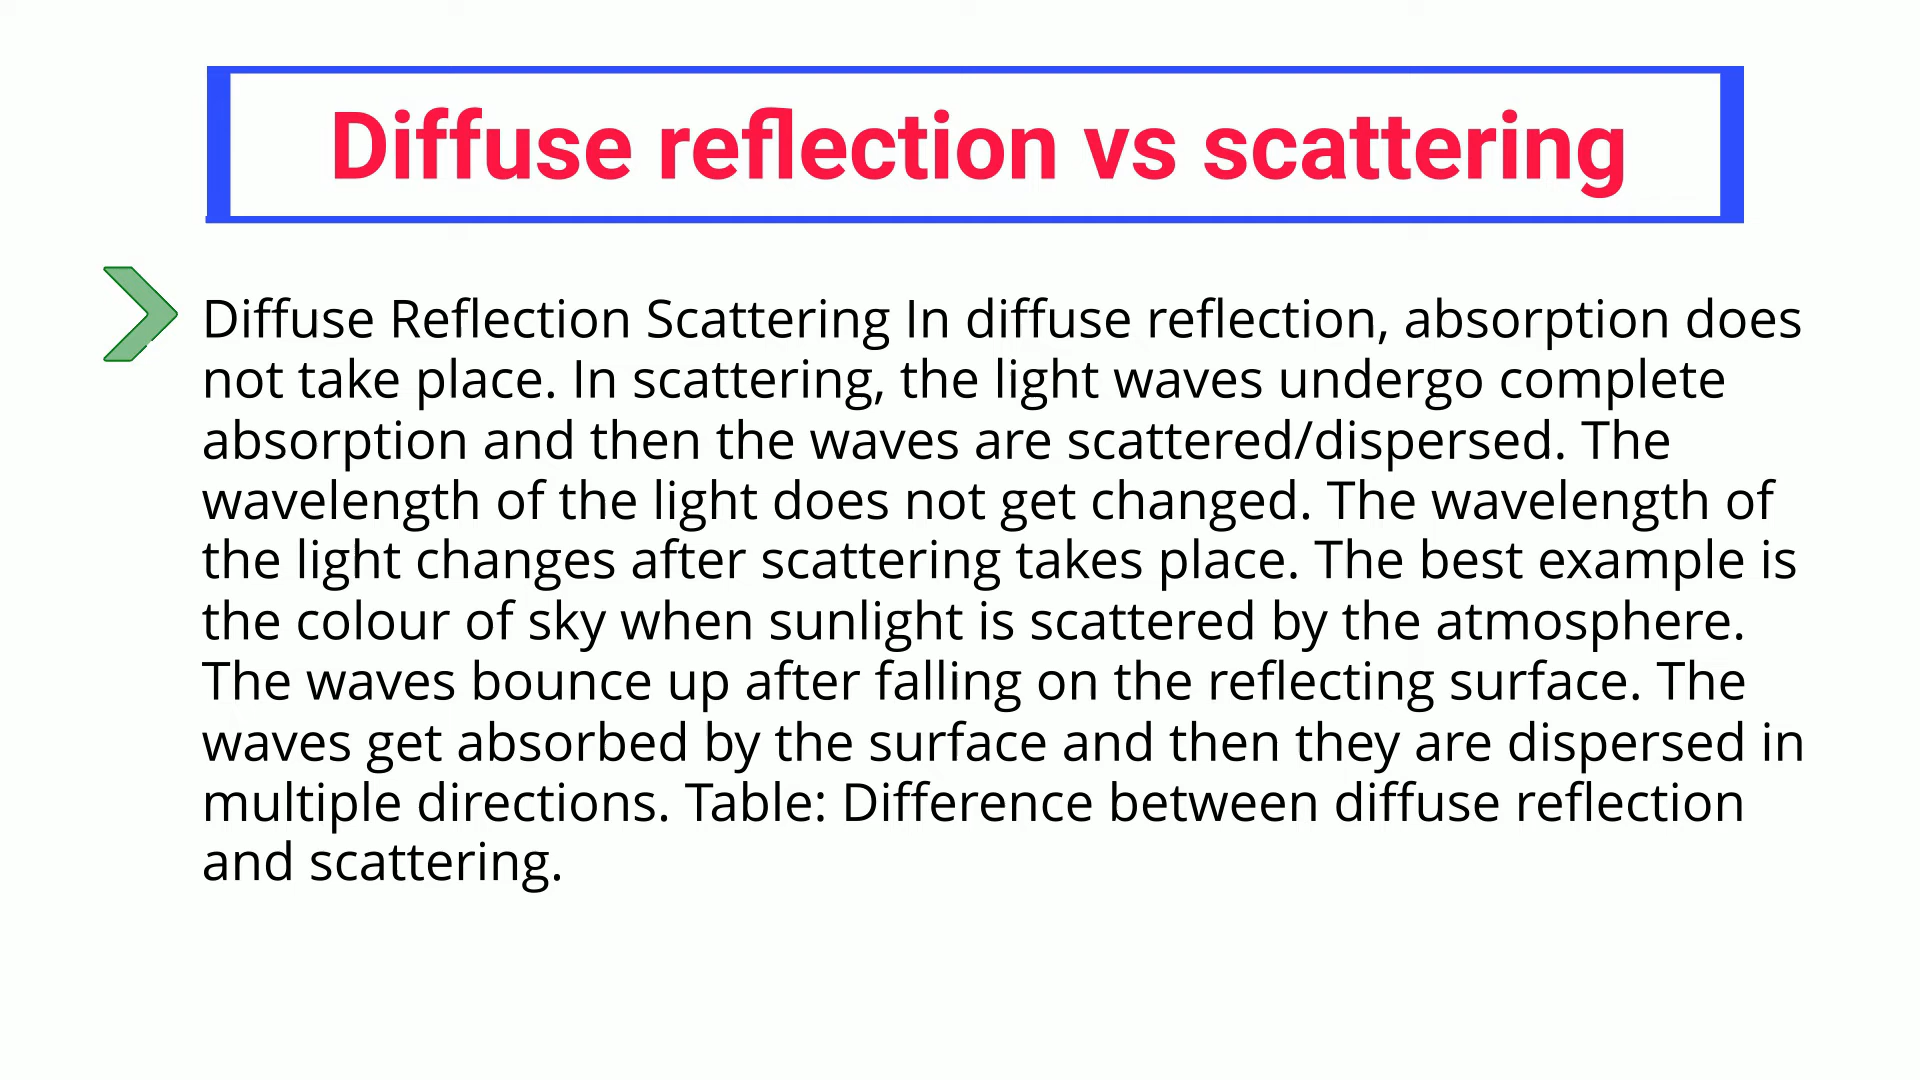 Diffuse reflection vs scattering
Diffuse Reflection Scattering In diffuse reflection, absorption does
not take place. In scattering, the light waves undergo complete
absorption and then the waves are scattered/dispersed. The
wavelength of the light does not get changed. The wavelength of
the light changes after scattering takes place. The best example is
the colour of sky when sunlight is scattered by the atmosphere.
The waves bounce up after falling on the reflecting surface. The
waves get absorbed by the surface and then they are dispersed in
multiple directions. Table: Difference between diffuse reflection
and scattering.